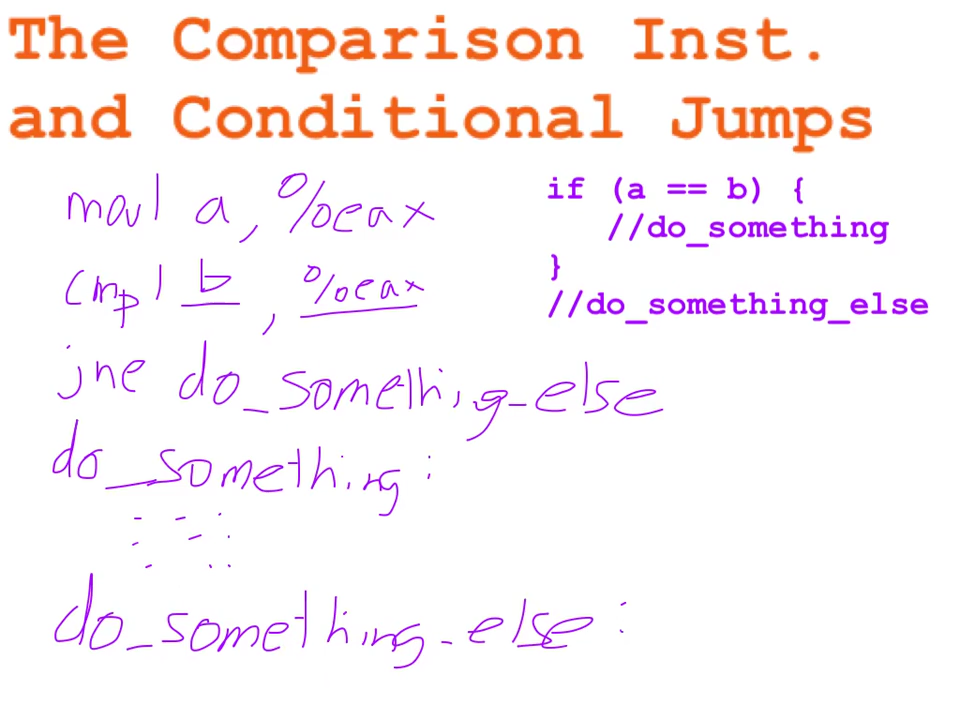 The Comparison Inst.
and Conditional Jumps
movl a, %eax
cmpl b, %eax
jne do_something_else
do_something:
do_something_else:
if (a == b) {
//do_something
}
//do_something_else